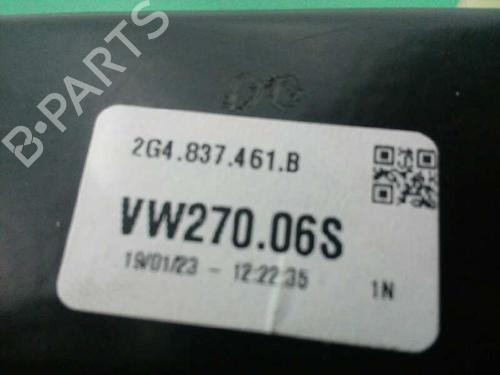 B-PARTS
2G4.837.461.B
VW270.06S
19/01/23 - 12:22:35
1N